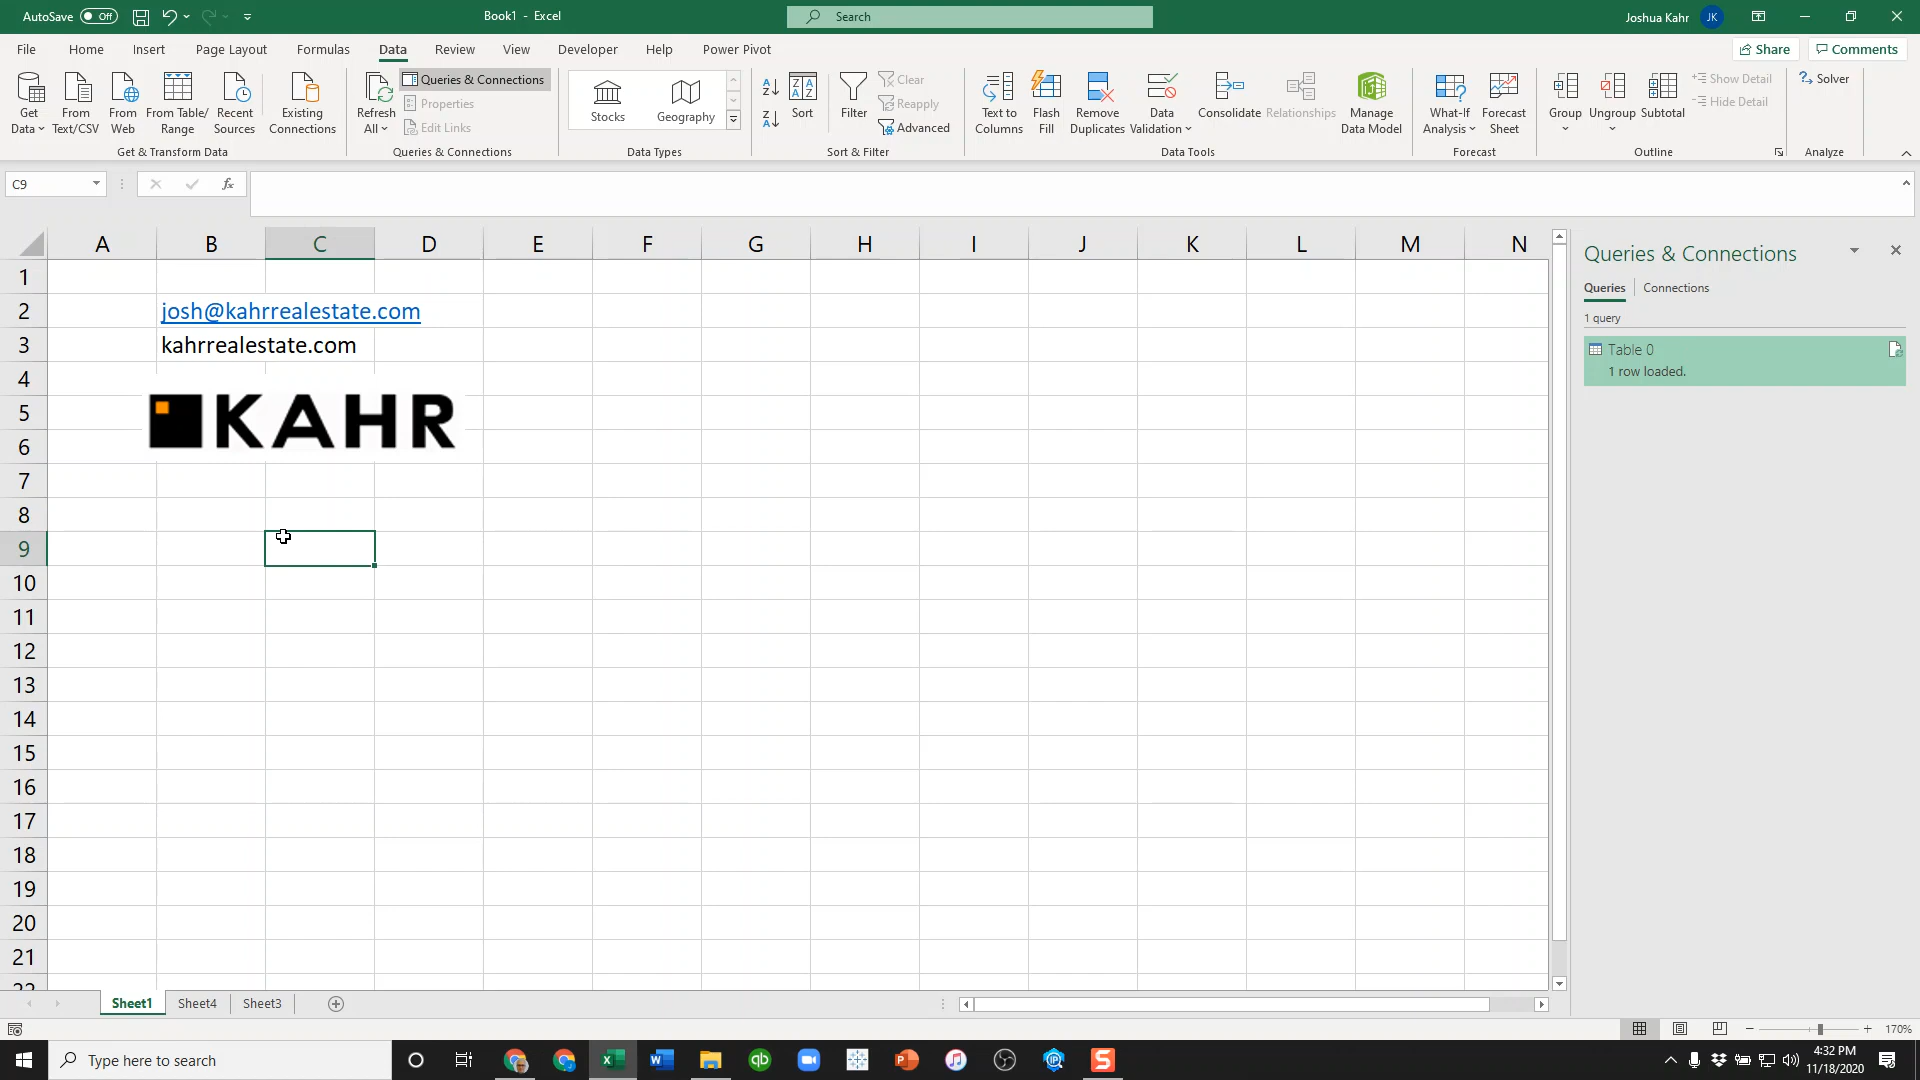 AutoSave Off
Book1 - Excel
Search
Joshua Kahr JK
File Home Insert Page Layout Formulas Data Review View Developer Help Power Pivot
Share Comments
Get Data
From Text/CSV
From Web
From Table/ Range
Recent Sources
Existing Connections
Get & Transform Data
Refresh All
Queries & Connections
Properties
Edit Links
Queries & Connections
Stocks
Geography
Data Types
Sort
Filter
Clear
Reapply
Advanced
Sort & Filter
Text to Columns
Flash Fill
Remove Duplicates
Data Validation
Consolidate
Relationships
Manage Data Model
Data Tools
What-If Analysis
Forecast Sheet
Forecast
Group
Ungroup
Subtotal
Show Detail
Hide Detail
Outline
Solver
Analyze
C9
fx
A B C D E F G H I J K L M N
1
2 josh@kahrrealestate.com
3 kahrrealestate.com
4
5 KAHR
6
7
8
9
10
11
12
13
14
15
16
17
18
19
20
21
Queries & Connections
Queries Connections
1 query
Table 0
1 row loaded.
Sheet1 Sheet4 Sheet3
170%
Type here to search
4:32 PM
11/18/2020